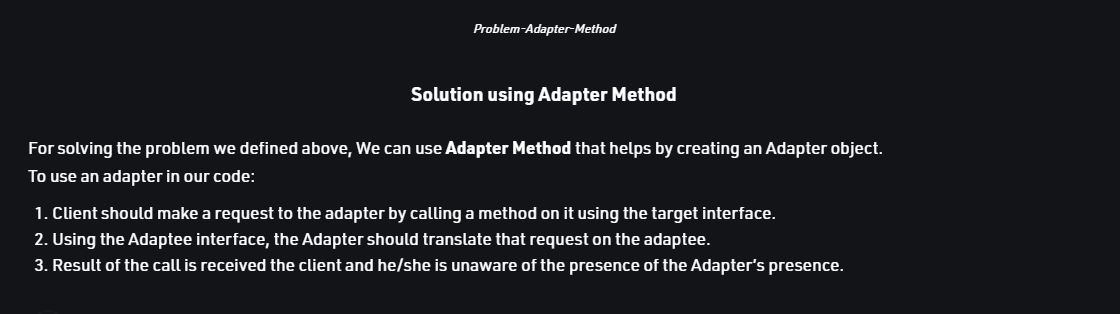 Problem-Adapter-Method
Solution using Adapter Method
For solving the problem we defined above, We can use Adapter Method that helps by creating an Adapter object.
To use an adapter in our code:
1. Client should make a request to the adapter by calling a method on it using the target interface.
2. Using the Adaptee interface, the Adapter should translate that request on the adaptee.
3. Result of the call is received the client and he/she is unaware of the presence of the Adapter's presence.